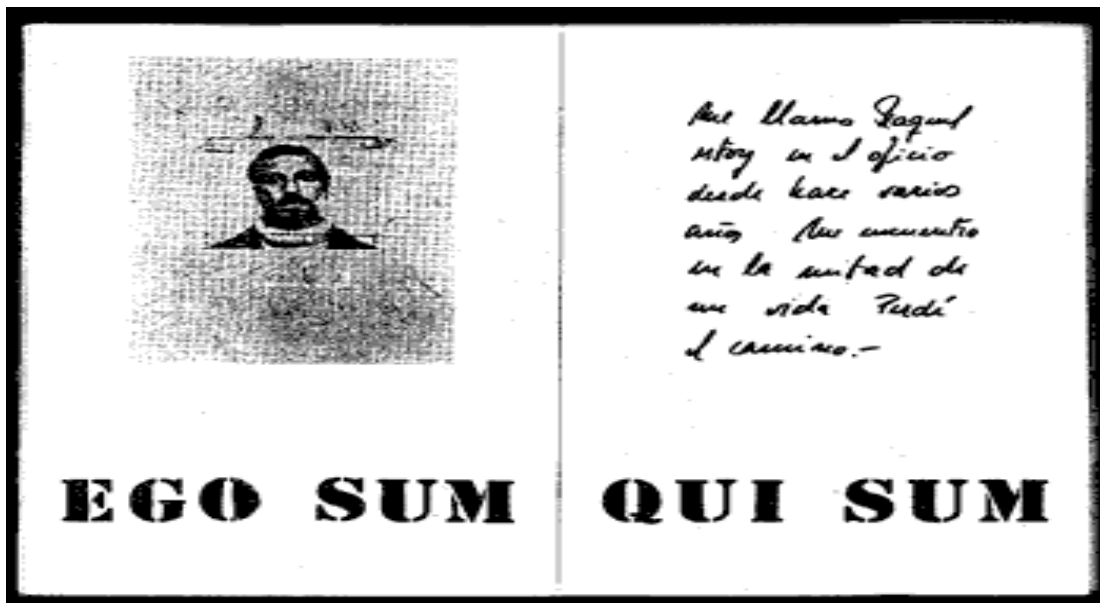 Me llamo Raquel
estoy en el oficio
desde hace varios
años Me encuentro
en la mitad de
mi vida Perdí
el camino.-
EGO SUM QUI SUM